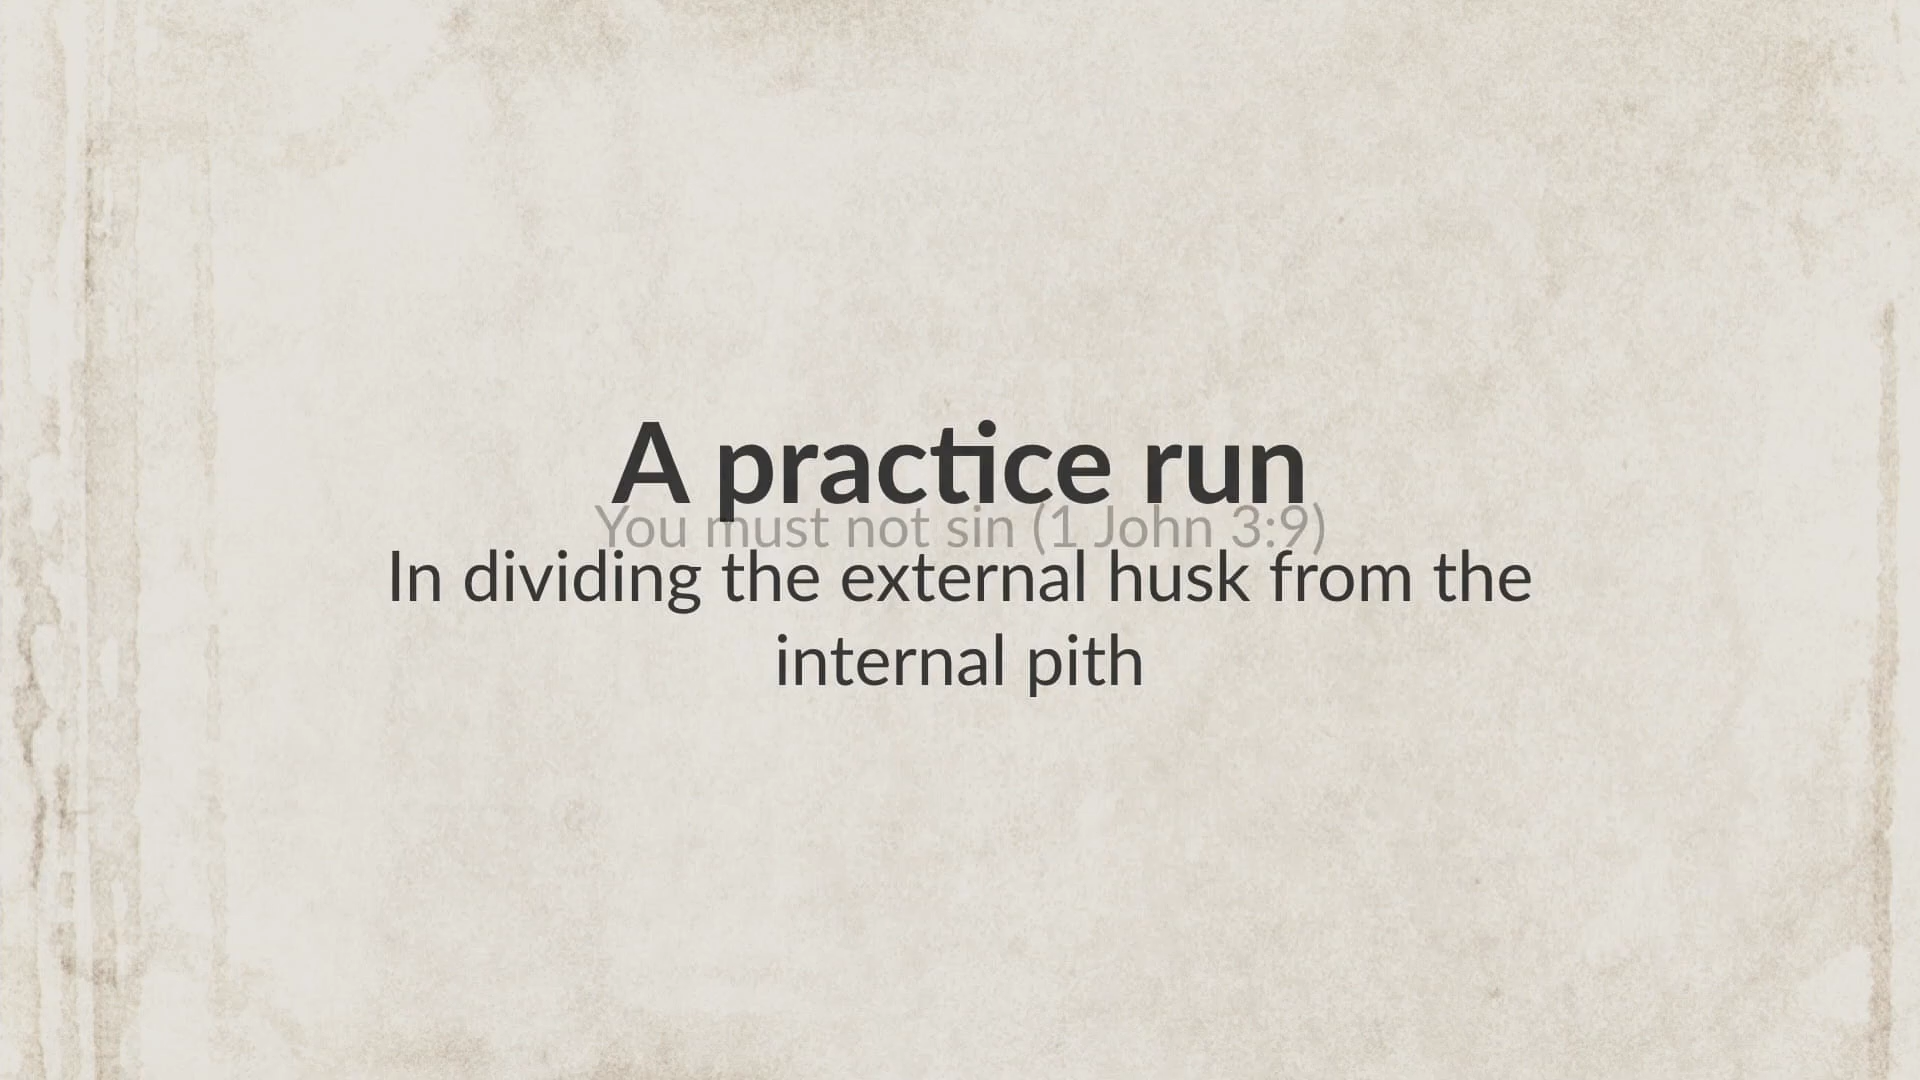 A practice run
You must not sin (1 John 3:9)
In dividing the external husk from the
internal pith